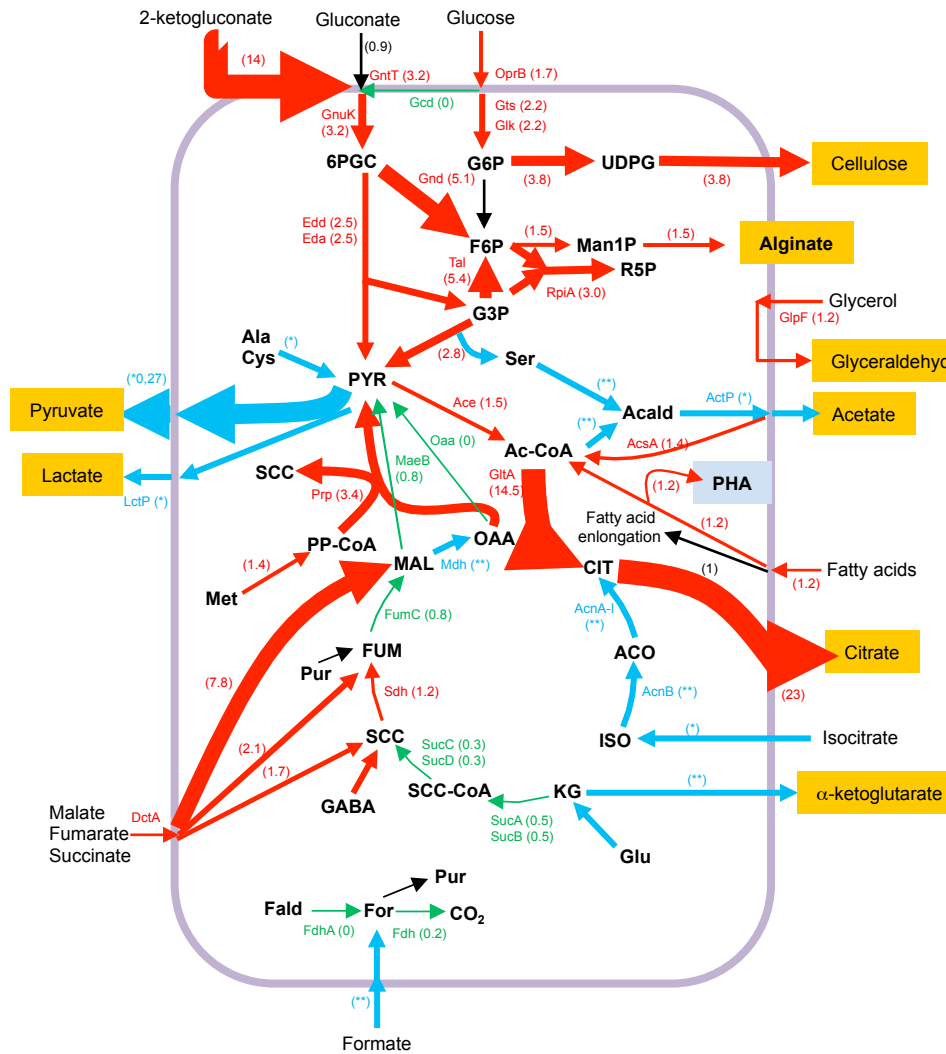 2-ketogluconate
Gluconate
Glucose
(14)
(0.9)
GntT (3.2)
OprB (1.7)
Gcd (0)
GnuK
(3.2)
Gts (2.2)
Glk (2.2)
6PGC
Gnd (5.1)
G6P
(3.8)
UDPG
(3.8)
Cellulose
Edd (2.5)
Eda (2.5)
F6P
(1.5)
Man1P
(1.5)
Alginate
Tal
(5.4)
RpiA (3.0)
R5P
G3P
Glycerol
GlpF (1.2)
Glyceraldehyd
Ala
Cys
(*)
(2.8)
Ser
(*0,27)
Pyruvate
PYR
(**)
Ace (1.5)
Acald
ActP (*)
Acetate
(**)
AcsA (1.4)
Lactate
LctP (*)
Oaa (0)
MaeB
(0.8)
Ac-CoA
SCC
Prp (3.4)
GltA
(14.5)
(1.2)
PHA
PP-CoA
OAA
Fatty acid
elongation
(1.2)
(1.4)
MAL
Mdh (**)
CIT
(1)
Fatty acids
(1.2)
Met
FumC (0.8)
AcnA-I
(**)
Pur
FUM
ACO
Citrate
(7.8)
Sdh (1.2)
AcnB (**)
(23)
(2.1)
SCC
ISO
(*)
Isocitrate
(1.7)
SucC (0.3)
SucD (0.3)
GABA
SCC-CoA
KG
(**)
α-ketoglutarate
Malate
Fumarate
Succinate
DctA
SucA (0.5)
SucB (0.5)
Glu
Pur
Fald
For
CO2
FdhA (0)
Fdh (0.2)
(**)
Formate